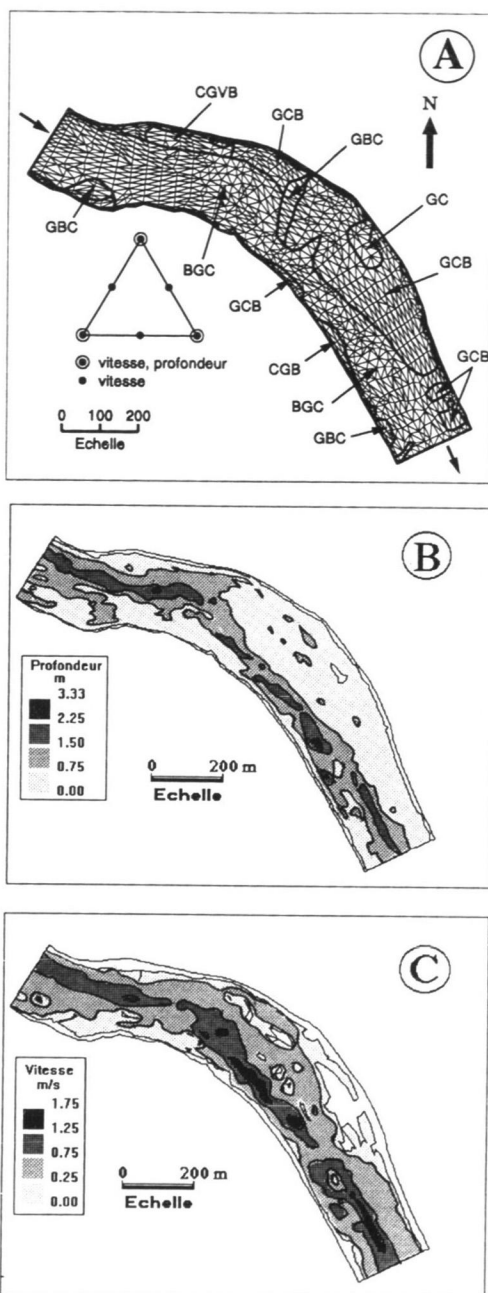 A
N
CGVB
GCB
GBC
GC
GCB
GBC
BGC
GCB
CGB
BGC
GBC
GCB
vitesse, profondeur
vitesse
0 100 200
Echelle
B
Profondeur
m
3.33
2.25
1.50
0.75
0.00
0 200 m
Echelle
C
Vitesse
m/s
1.75
1.25
0.75
0.25
0.00
0 200 m
Echelle